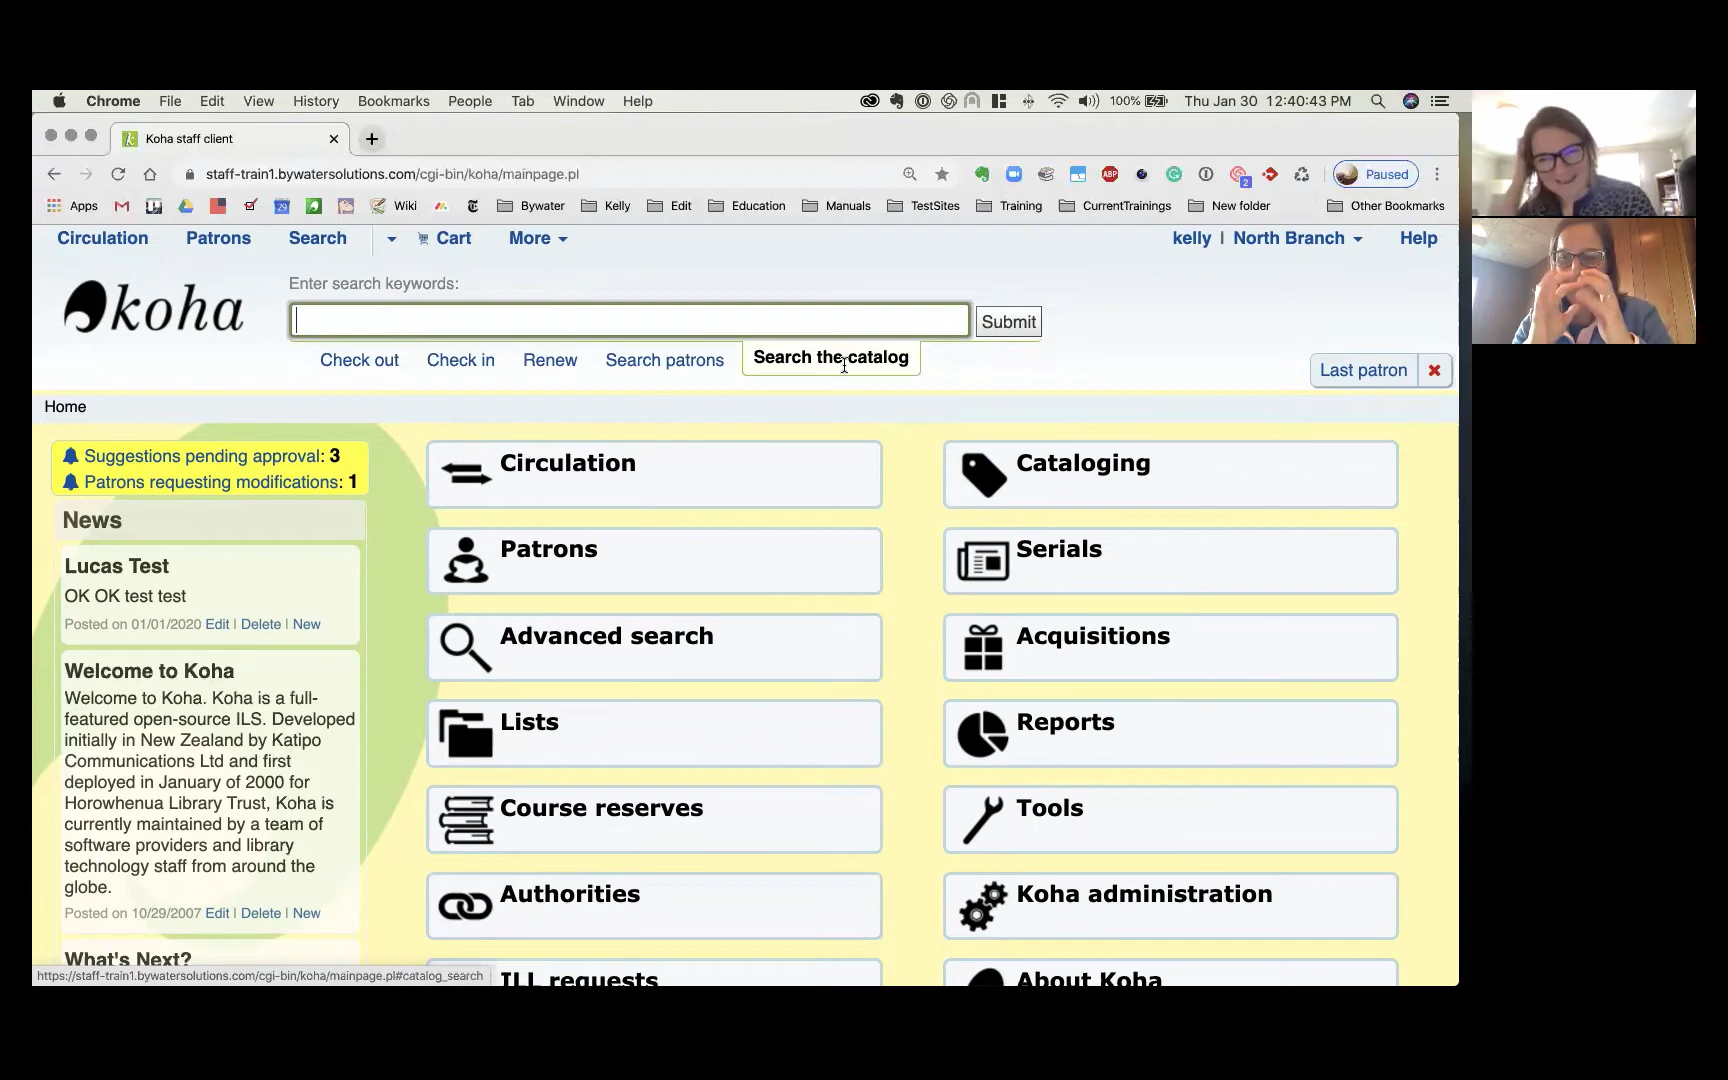 Chrome File Edit View History Bookmarks People Tab Window Help 100% Thu Jan 30 12:40:43 PM
Koha staff client
staff-train1.bywatersolutions.com/cgi-bin/koha/mainpage.pl ABP 2 Paused
Apps 29 Wiki Bywater Kelly Edit Education Manuals TestSites Training CurrentTrainings New folder Other Bookmarks
Circulation Patrons Search Cart More kelly | North Branch Help
koha
Enter search keywords:
Submit
Check out Check in Renew Search patrons Search the catalog
Last patron
Home
Suggestions pending approval: 3
Patrons requesting modifications: 1
News
Lucas Test
OK OK test test
Posted on 01/01/2020 Edit | Delete | New
Welcome to Koha
Welcome to Koha. Koha is a full-
featured open-source ILS. Developed
initially in New Zealand by Katipo
Communications Ltd and first
deployed in January of 2000 for
Horowhenua Library Trust, Koha is
currently maintained by a team of
software providers and library
technology staff from around the
globe.
Posted on 10/29/2007 Edit | Delete | New
What's Next?
https://staff-train1.bywatersolutions.com/cgi-bin/koha/mainpage.pl#catalog_search
Circulation
Cataloging
Patrons
Serials
Advanced search
Acquisitions
Lists
Reports
Course reserves
Tools
Authorities
Koha administration
ILL requests
About Koha